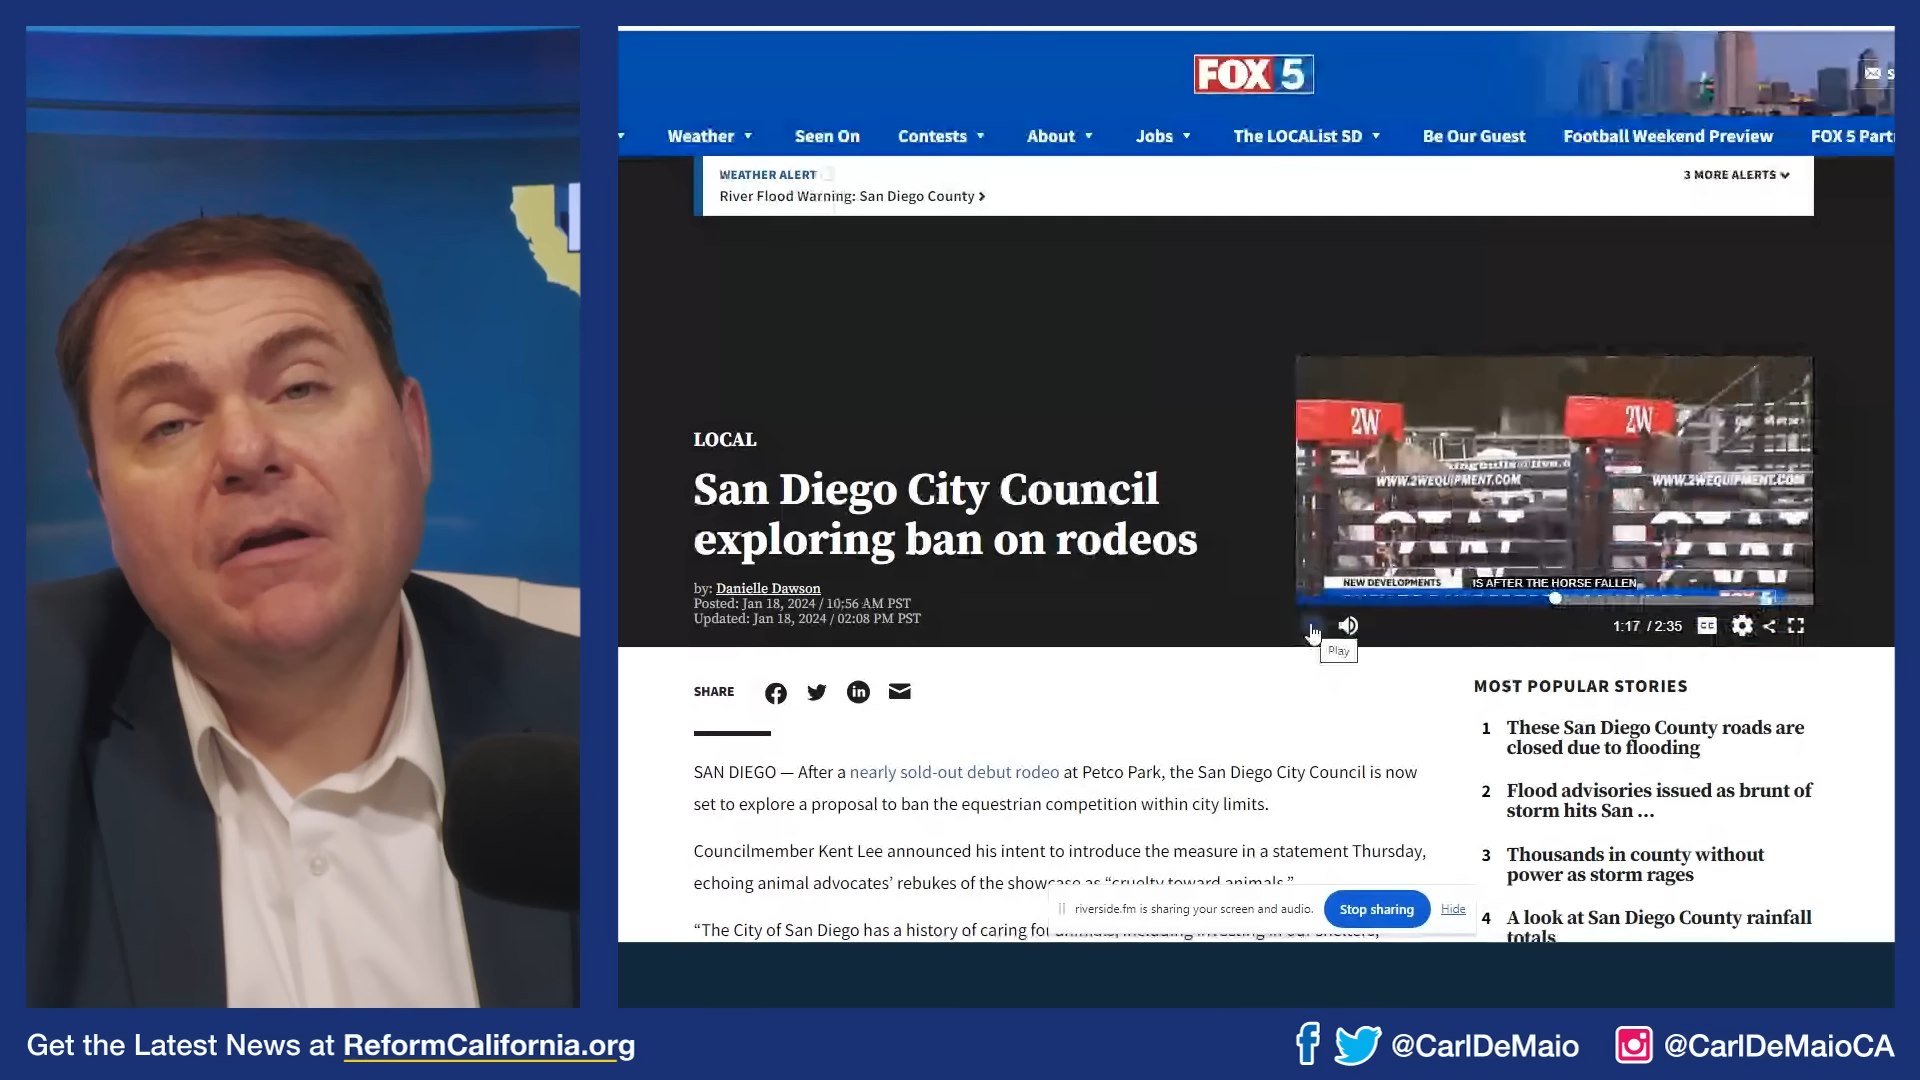 FOX 5
Weather
Seen On
Contests
About
Jobs
The LOCAList SD
Be Our Guest
Football Weekend Preview
FOX 5
WEATHER ALERT
River Flood Warning: San Diego County
3 MORE ALERTS
LOCAL
San Diego City Council
exploring ban on rodeos
by: Danielle Dawson
Posted: Jan 18, 2024 / 10:56 AM PST
Updated: Jan 18, 2024 / 02:08 PM PST
2W
2W
WWW.2WEQUIPMENT.COM
WWW.2WEQUIPMENT.COM
NEW DEVELOPMENTS
IS AFTER THE HORSE FALLEN
1:17 / 2:35
CC
Play
SHARE
SAN DIEGO — After a nearly sold-out debut rodeo at Petco Park, the San Diego City Council is now
set to explore a proposal to ban the equestrian competition within city limits.
Councilmember Kent Lee announced his intent to introduce the measure in a statement Thursday,
echoing animal advocates’ rebukes of the showcase as “cruelty toward animals.”
“The City of San Diego has a history of caring for
riverside.fm is sharing your screen and audio.
Stop sharing
Hide
MOST POPULAR STORIES
1 These San Diego County roads are
closed due to flooding
2 Flood advisories issued as brunt of
storm hits San ...
3 Thousands in county without
power as storm rages
4 A look at San Diego County rainfall
totals
Get the Latest News at ReformCalifornia.org
@CarlDeMaio
@CarlDeMaioCA